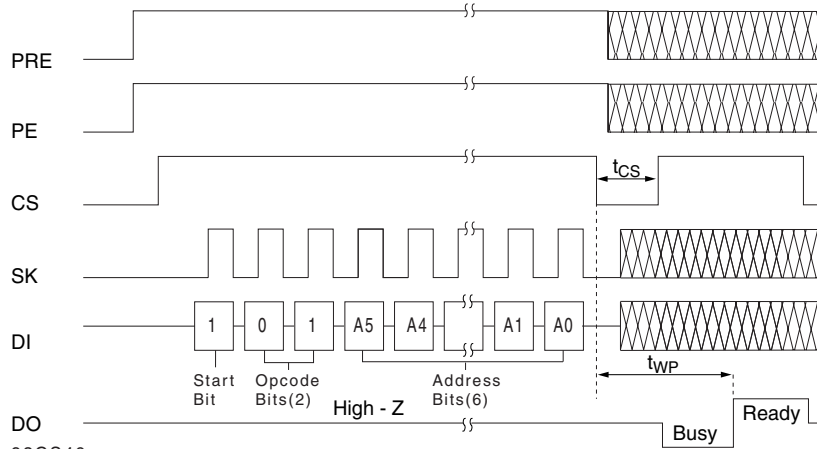 PRE
PE
CS
tCS
SK
DI
1 0 1 A5 A4 A1 A0
Start Bit
Opcode Bits(2)
Address Bits(6)
tWP
DO
High - Z
Busy
Ready